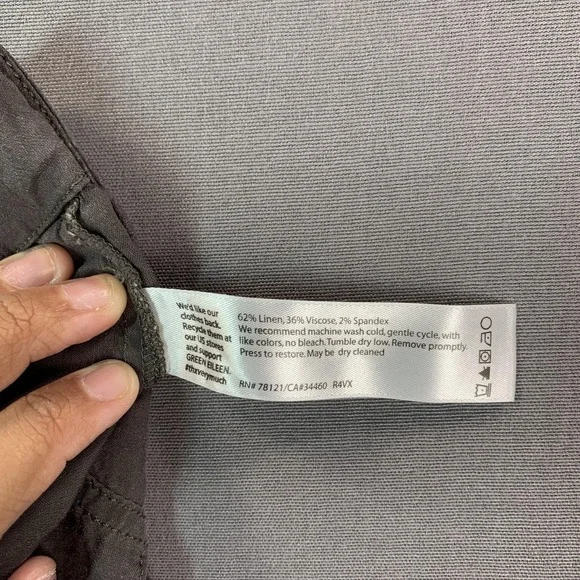 We'd like our
clothes back.
Recycle them at
our US stores
and support
GREEN EILEEN.
#thxverymuch
62% Linen, 36% Viscose, 2% Spandex
We recommend machine wash cold, gentle cycle, with
like colors, no bleach. Tumble dry low. Remove promptly.
Press to restore. May be dry cleaned
RN# 78121/CA#34460 R4VX